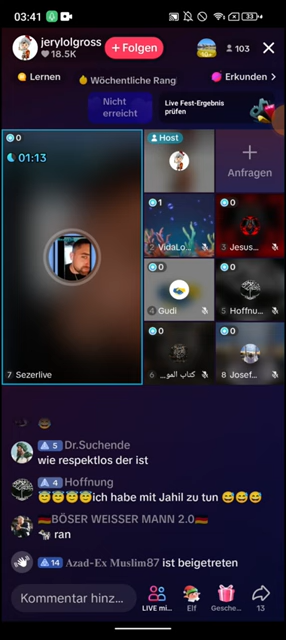 03:41
33
jerylolgross
18.5K
+ Folgen
103
Lernen
Wöchentliche Rang
Erkunden >
Nicht
erreicht
Live Fest-Ergebnis
prüfen
0
01:13
Host
+
Anfragen
1
2 VidaLo...
0
3 Jesus...
0
4 Gudi
0
5 Hoffnu...
0
6 كتاب المو...
0
8 Josef...
7 Sezerlive
5 Dr.Suchende
wie respektlos der ist
4 Hoffnung
😇😇😇😇ich habe mit Jahil zu tun 😅😅😅
🇩🇪BÖSER WEISSER MANN 2.0🇩🇪
🐩 ran
14 Azad-Ex Muslim87 ist beigetreten
Kommentar hinz...
LIVE mi...
Elf
Gesche...
13